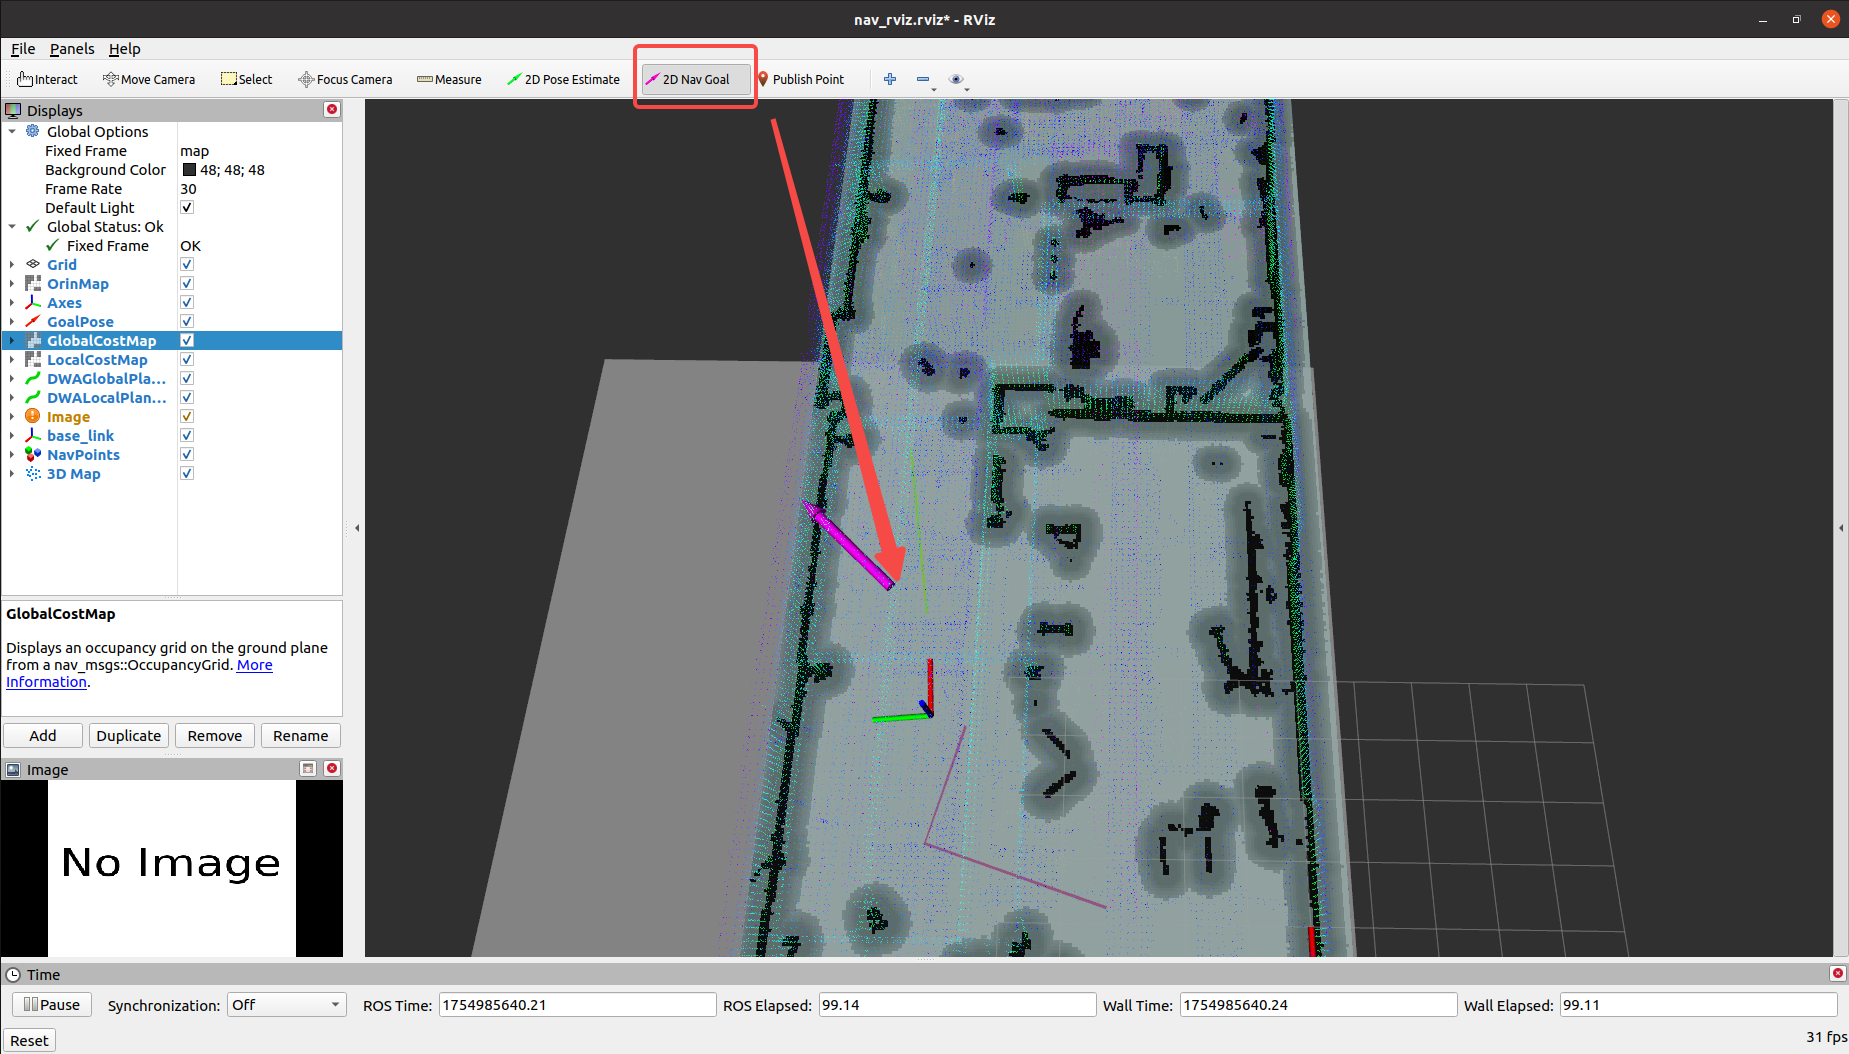 nav_rviz.rviz* - RViz
File Panels Help
Interact Move Camera Select Focus Camera Measure 2D Pose Estimate 2D Nav Goal Publish Point
Displays
Global Options
Fixed Frame map
Background Color 48; 48; 48
Frame Rate 30
Default Light
Global Status: Ok
Fixed Frame OK
Grid
OrinMap
Axes
GoalPose
GlobalCostMap
LocalCostMap
DWAGlobalPla...
DWALocalPlan...
Image
base_link
NavPoints
3D Map
GlobalCostMap
Displays an occupancy grid on the ground plane
from a nav_msgs::OccupancyGrid. More
Information.
Add Duplicate Remove Rename
Image
No Image
Time
Pause Synchronization: Off ROS Time: 1754985640.21 ROS Elapsed: 99.14 Wall Time: 1754985640.24 Wall Elapsed: 99.11
Reset 31 fps